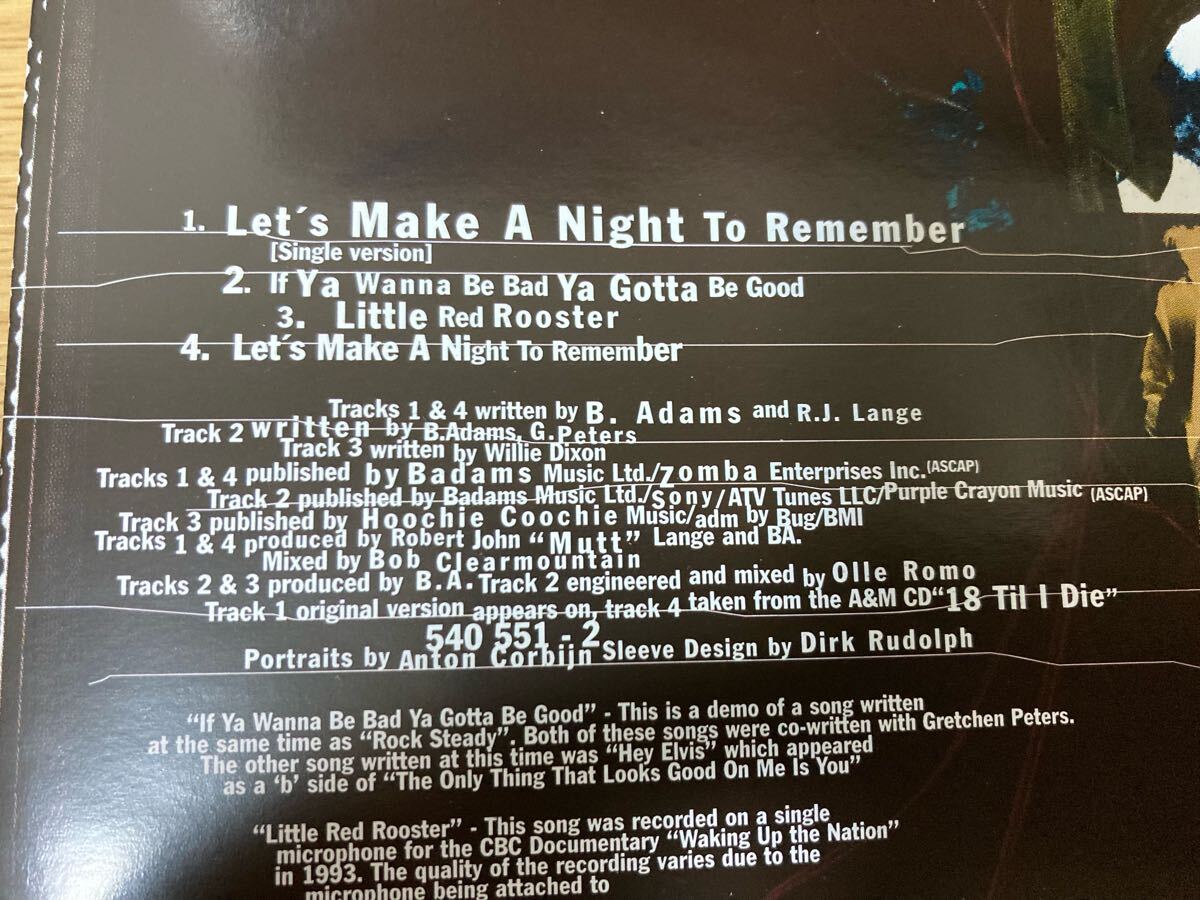 1. Let´s Make A Night To Remember
[Single version]
2. If Ya Wanna Be Bad Ya Gotta Be Good
3. Little Red Rooster
4. Let´s Make A Night To Remember
Tracks 1 & 4 written by B. Adams and R.J. Lange
Track 2 written by B.Adams, G.Peters
Track 3 written by Willie Dixon
Tracks 1 & 4 published by Badams Music Ltd./Zomba Enterprises Inc.(ASCAP)
Track 2 published by Badams Music Ltd./Sony/ATV Tunes LLC/Purple Crayon Music (ASCAP)
Track 3 published by Hoochie Coochie Music/adm by Bug/BMI
Tracks 1 & 4 produced by Robert John “Mutt” Lange and BA.
Mixed by Bob Clearmountain
Tracks 2 & 3 produced by B.A. Track 2 engineered and mixed by Olle Romo
Track 1 original version appears on, track 4 taken from the A&M CD“18 Til I Die”
540 551 - 2
Portraits by Anton Corbijn Sleeve Design by Dirk Rudolph
“If Ya Wanna Be Bad Ya Gotta Be Good” - This is a demo of a song written
at the same time as “Rock Steady”. Both of these songs were co-written with Gretchen Peters.
The other song written at this time was “Hey Elvis” which appeared
as a ‘b’ side of “The Only Thing That Looks Good On Me Is You”
“Little Red Rooster” - This song was recorded on a single
microphone for the CBC Documentary “Waking Up the Nation”
in 1993. The quality of the recording varies due to the
microphone being attached to